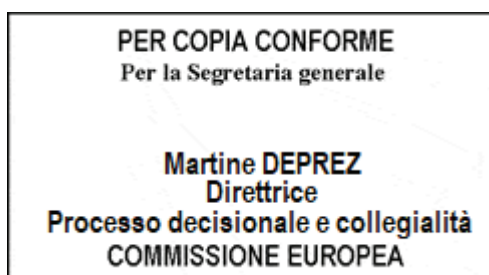 PER COPIA CONFORME
Per la Segretaria generale
Martine DEPREZ
Direttrice
Processo decisionale e collegialità
COMMISSIONE EUROPEA